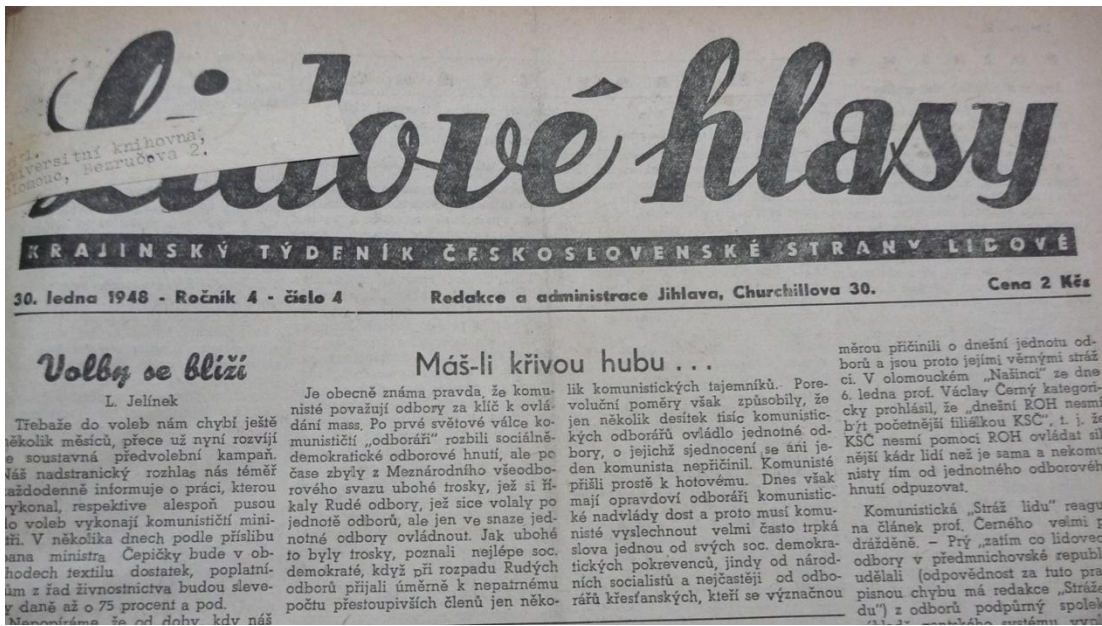 Lidové hlasy
universitní knihovna;
Olomouc, Bezručova 2.
KRAJINSKÝ TÝDENÍK ČESKOSLOVENSKÉ STRANY LIDOVÉ
30. ledna 1948 - Ročník 4 - číslo 4
Redakce a administrace Jihlava, Churchillova 30.
Cena 2 Kčs
Volby se blíží
L. Jelínek
Třebaže do voleb nám chybí ještě
několik měsíců, přece už nyní rozvíjí
se soustavná předvolební kampaň.
Náš nadstranický rozhlas nás téměř
každodenně informuje o práci, kterou
vykonal, respektive alespoň pusou
do voleb vykonají komunističtí mini-
stři. V několika dnech podle příslibu
pana ministra Čepičky bude v ob-
chodech textilu dostatek, poplatní-
kům z řad živnostnictva budou sleve-
ny daně až o 75 procent a pod.
Nepopíráme, že od doby, kdy náš
Máš-li křivou hubu . . .
Je obecně známa pravda, že komu-
nisté považují odbory za klíč k ovlá-
dání mass. Po prvé světové válce ko-
munističtí „odboráři" rozbili sociálně-
demokratické odborové hnutí, ale po
čase zbyly z Meznárodního všeodbo-
rového svazu ubohé trosky, jež si ří-
kaly Rudé odbory, jež sice volaly po
jednotě odborů, ale jen ve snaze jed-
notné odbory ovládnout. Jak ubohé
to byly trosky, poznali nejlépe soc.
demokraté, když při rozpadu Rudých
odborů přijali úměrně k nepatrnému
počtu přestoupivších členů jen něko-
lik komunistických tajemníků. Pore-
voluční poměry však způsobily, že
jen několik desítek tisíc komunistic-
kých odborářů ovládlo jednotné od-
bory, o jejichž sjednocení se ani je-
den komunista nepřičinil. Komunisté
přišli prostě k hotovému. Dnes však
mají opravdoví odboráři komunistic-
ké nadvlády dost a proto musí komu-
nisté vyslechnout velmi často trpká
slova jednou od svých soc. demokra-
tických pokrevenců, jindy od národ-
ních socialistů a nejčastěji od odbo-
rářů křesťanských, kteří se význačnou
měrou přičinili o dnešní jednotu od-
borů a jsou proto jejími věrnými stráž
ci. V olomouckém „Našinci" ze dne
6. ledna prof. Václav Černý kategori-
cky prohlásil, že „dnešní ROH nesmí
být početnější filiálkou KSČ", t. j. že
KSČ nesmí pomoci ROH ovládat sil
nější kádr lidí než je sama a nekomu
nisty tím od jednotného odborovéh
hnutí odpuzovat.
Komunistická „Stráž lidu" reagu
na článek prof. Černého velmi p
drážděně. – Prý „zatím co lidovec
odbory v předmnichovské republ
udělali (odpovědnost za tuto pra
pisnou chybu má redakce „Stráže
du") z odborů podpůrný spolek
gentského systému